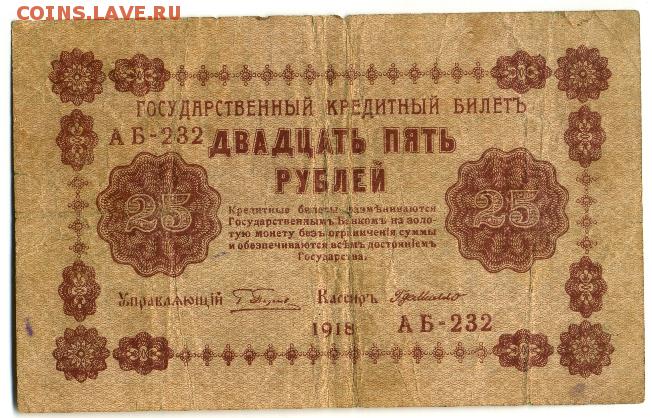 COINS.LAVE.RU
ГОСУДАРСТВЕННЫЙ КРЕДИТНЫЙ БИЛЕТЪ
АБ-232 ДВАДЦАТЬ ПЯТЬ
РУБЛЕЙ
25
Кредитные билеты размѣниваются
Государственнымъ Банкомъ на золо-
тую монету безъ ограниченія суммы
и обезпечиваются всѣмъ достояніемъ
Государства.
25
Управляющій
Кассиръ
1918
АБ-232